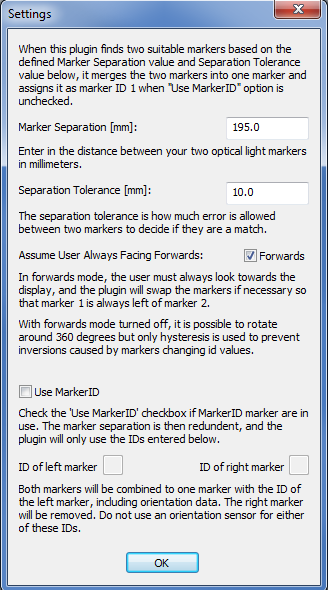 Settings
When this plugin finds two suitable markers based on the
defined Marker Separation value and Separation Tolerance
value below, it merges the two markers into one marker and
assigns it as marker ID 1 when "Use MarkerID" option is
unchecked.
Marker Separation [mm]: 195.0
Enter in the distance between your two optical light markers
in millimeters.
Separation Tolerance [mm]: 10.0
The separation tolerance is how much error is allowed
between two markers to decide if they are a match.
Assume User Always Facing Forwards: Forwards
In forwards mode, the user must always look towards the
display, and the plugin will swap the markers if necessary so
that marker 1 is always left of marker 2.
With forwards mode turned off, it is possible to rotate
around 360 degrees but only hysteresis is used to prevent
inversions caused by markers changing id values.
Use MarkerID
Check the 'Use MarkerID' checkbox if MarkerID marker are in
use. The marker separation is then redundent, and the
plugin will only use the IDs entered below.
ID of left marker ID of right marker
Both markers will be combined to one marker with the ID of
the left marker, including orientation data. The right marker
will be removed. Do not use an orientation sensor for either
of these IDs.
OK